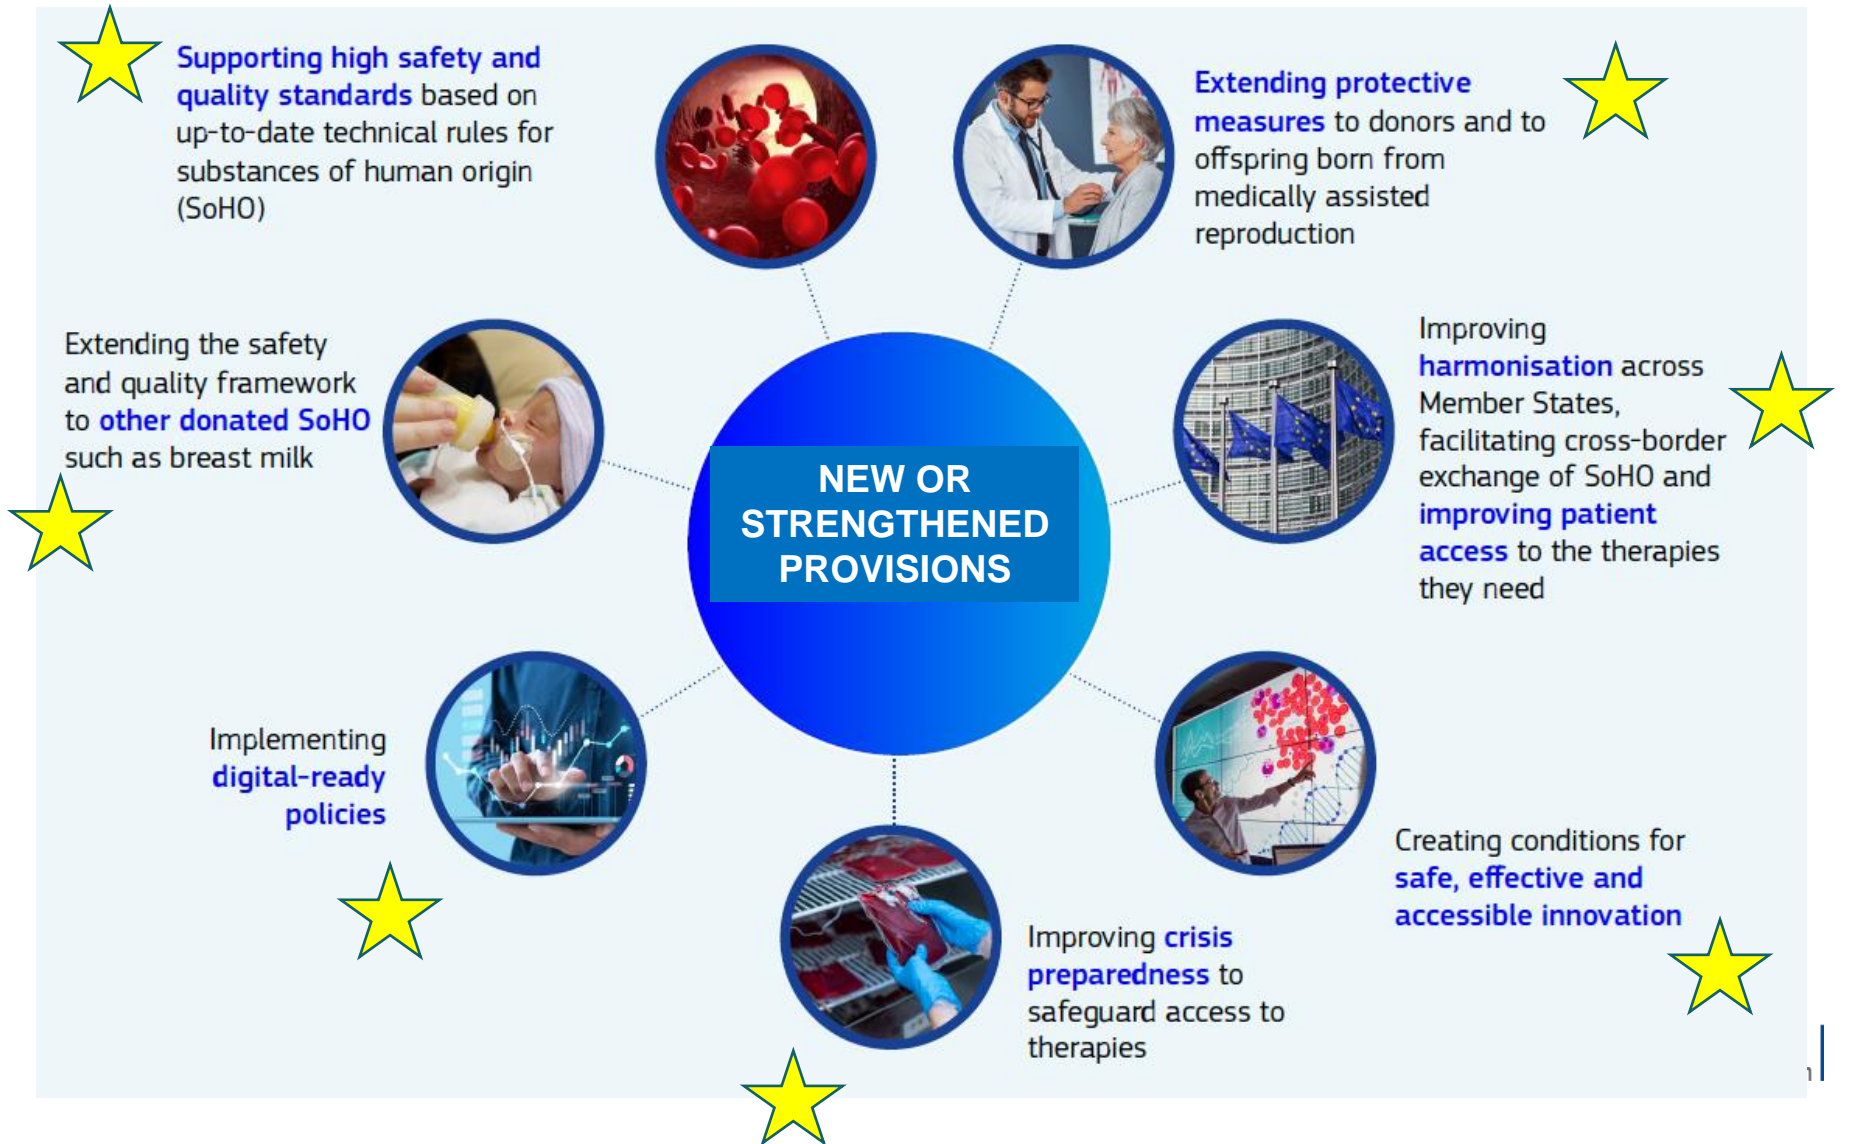 Supporting high safety and
quality standards based on
up-to-date technical rules for
substances of human origin
(SoHO)
Extending protective
measures to donors and to
offspring born from
medically assisted
reproduction
Extending the safety
and quality framework
to other donated SoHO
such as breast milk
Improving
harmonisation across
Member States,
facilitating cross-border
exchange of SoHO and
improving patient
access to the therapies
they need
NEW OR
STRENGTHENED
PROVISIONS
Implementing
digital-ready
policies
Creating conditions for
safe, effective and
accessible innovation
Improving crisis
preparedness to
safeguard access to
therapies